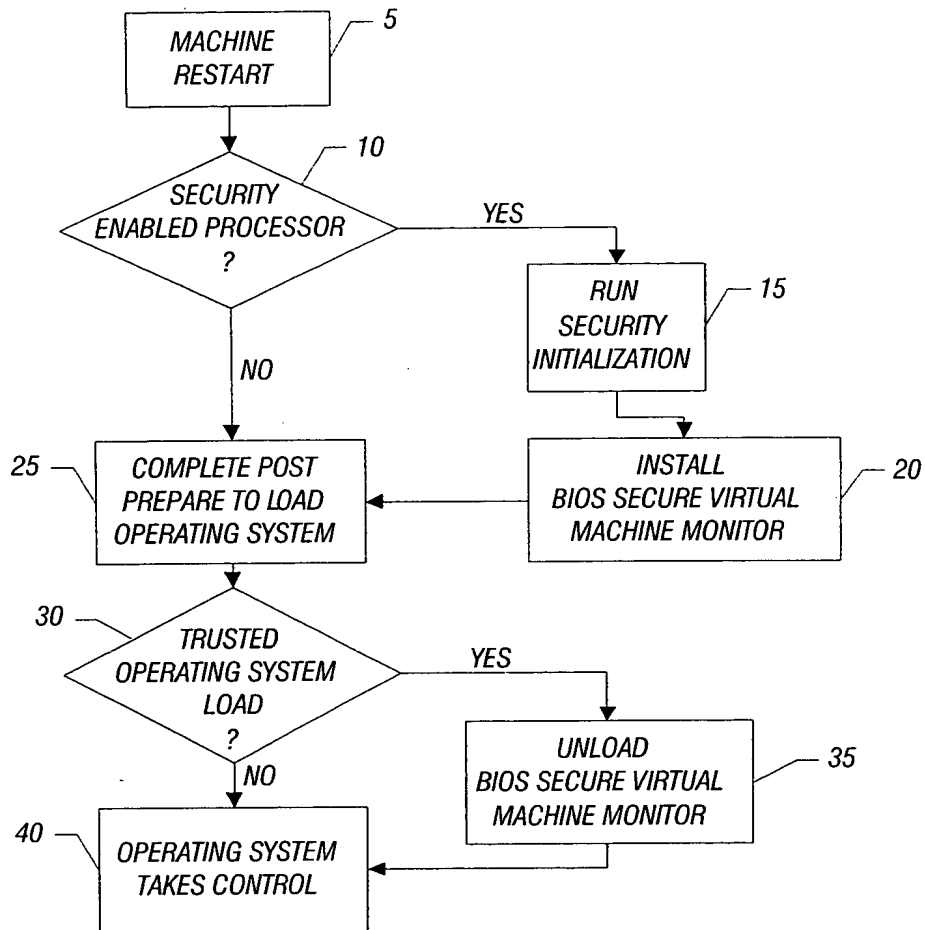 5
MACHINE
RESTART
10
SECURITY
ENABLED PROCESSOR
?
YES
NO
15
RUN
SECURITY
INITIALIZATION
25
COMPLETE POST
PREPARE TO LOAD
OPERATING SYSTEM
20
INSTALL
BIOS SECURE VIRTUAL
MACHINE MONITOR
30
TRUSTED
OPERATING SYSTEM
LOAD
?
YES
NO
35
UNLOAD
BIOS SECURE VIRTUAL
MACHINE MONITOR
40
OPERATING SYSTEM
TAKES CONTROL